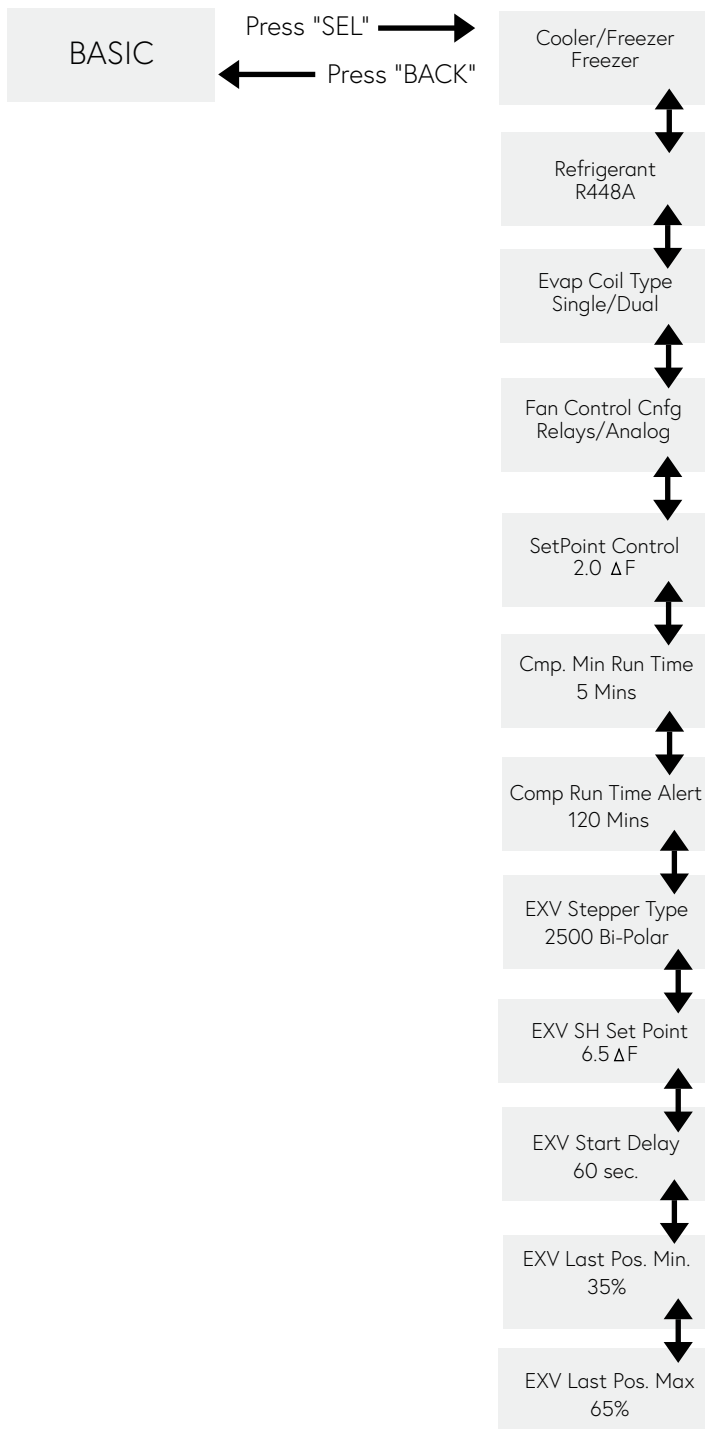 BASIC
Press "SEL"
Press "BACK"
Cooler/Freezer
Freezer
Refrigerant
R448A
Evap Coil Type
Single/Dual
Fan Control Cnfg
Relays/Analog
SetPoint Control
2.0 ΔF
Cmp. Min Run Time
5 Mins
Comp Run Time Alert
120 Mins
EXV Stepper Type
2500 Bi-Polar
EXV SH Set Point
6.5 ΔF
EXV Start Delay
60 sec.
EXV Last Pos. Min.
35%
EXV Last Pos. Max
65%